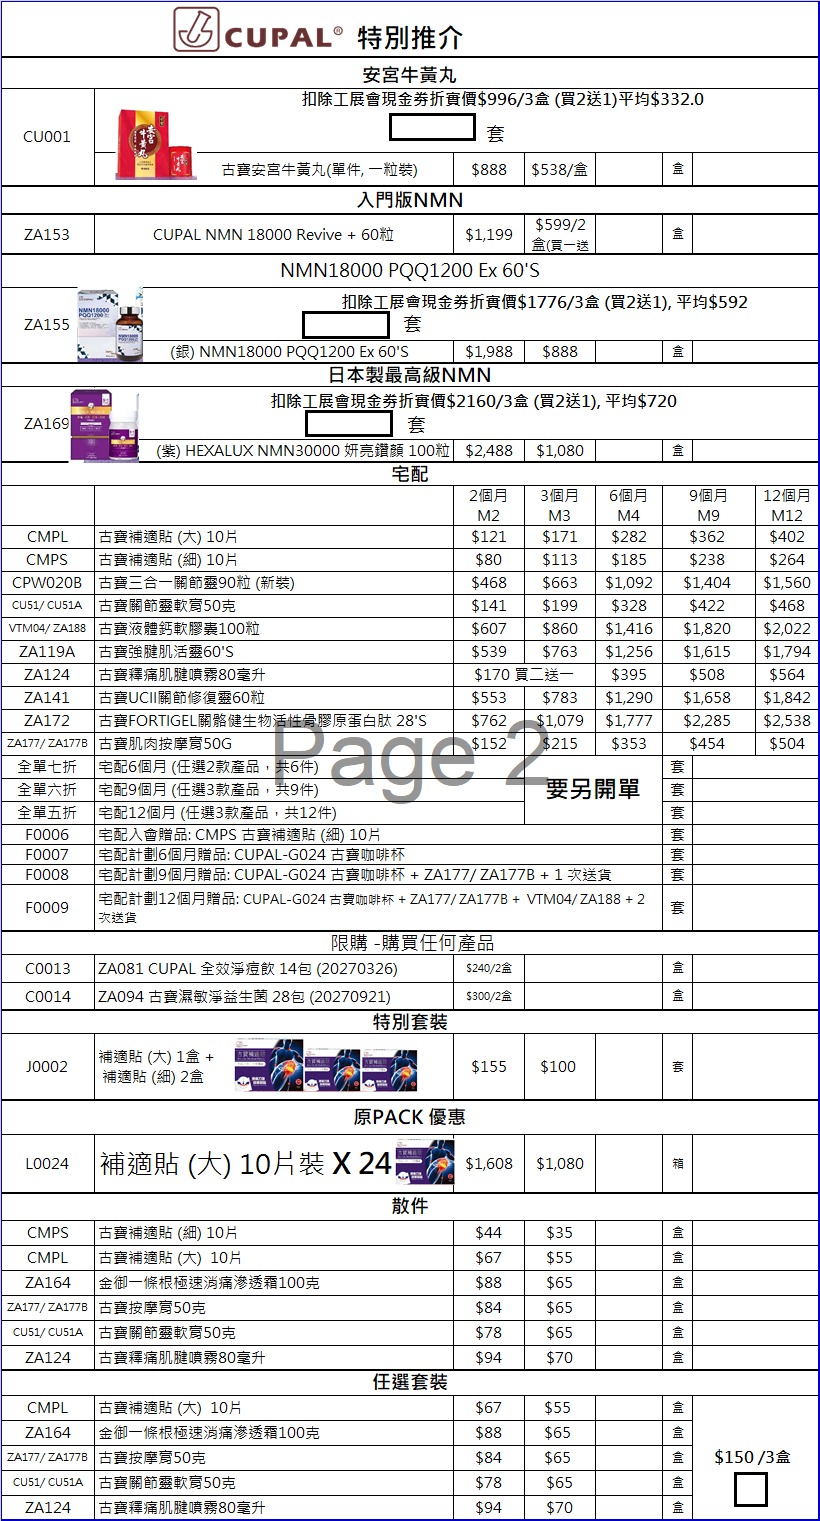 CUPAL® 特別推介
安宮牛黃丸
CU001
扣除工展會現金券折實價$996/3盒 (買2送1)平均$332.0
套
古寶安宮牛黃丸(單件, 一粒裝) $888 $538/盒 盒
入門版NMN
ZA153 CUPAL NMN 18000 Revive + 60粒 $1,199 $599/2 盒
盒(買一送
NMN18000 PQQ1200 Ex 60'S
ZA155
NMN18000
PQQ1200
扣除工展會現金券折實價$1776/3盒 (買2送1), 平均$592
套
(銀) NMN18000 PQQ1200 Ex 60'S $1,988 $888 盒
日本製最高級NMN
ZA169
扣除工展會現金券折實價$2160/3盒 (買2送1), 平均$720
套
(紫) HEXALUX NMN30000 妍亮鑽顏 100粒 $2,488 $1,080 盒
宅配
2個月 3個月 6個月 9個月 12個月
M2 M3 M4 M9 M12
CMPL 古寶補適貼 (大) 10片 $121 $171 $282 $362 $402
CMPS 古寶補適貼 (細) 10片 $80 $113 $185 $238 $264
CPW020B 古寶三合一關節靈90粒 (新裝) $468 $663 $1,092 $1,404 $1,560
CU51/ CU51A 古寶關節靈軟膏50克 $141 $199 $328 $422 $468
VTM04/ ZA188 古寶液體鈣軟膠囊100粒 $607 $860 $1,416 $1,820 $2,022
ZA119A 古寶強腱肌活靈60'S $539 $763 $1,256 $1,615 $1,794
ZA124 古寶釋痛肌腱噴霧80毫升 $170 買二送一 $395 $508 $564
ZA141 古寶UCII關節修復靈60粒 $553 $783 $1,290 $1,658 $1,842
ZA172 古寶FORTIGEL關骼健生物活性骨膠原蛋白肽 28'S $762 $1,079 $1,777 $2,285 $2,538
ZA177/ ZA177B 古寶肌肉按摩膏50G $152 $215 $353 $454 $504
Page 2
全單七折 宅配6個月 (任選2款產品，共6件) 套
全單六折 宅配9個月 (任選3款產品，共9件) 要另開單 套
全單五折 宅配12個月 (任選3款產品，共12件) 套
F0006 宅配入會贈品: CMPS 古寶補適貼 (細) 10片 套
F0007 宅配計劃6個月贈品: CUPAL-G024 古寶咖啡杯 套
F0008 宅配計劃9個月贈品: CUPAL-G024 古寶咖啡杯 + ZA177/ ZA177B + 1 次送貨 套
F0009 宅配計劃12個月贈品: CUPAL-G024 古寶咖啡杯 + ZA177/ ZA177B + VTM04/ ZA188 + 2 套
次送貨
限購 -購買任何產品
C0013 ZA081 CUPAL 全效淨痘飲 14包 (20270326) $240/2盒 盒
C0014 ZA094 古寶濕敏淨益生菌 28包 (20270921) $300/2盒 盒
特別套裝
J0002 補適貼 (大) 1盒 + $155 $100 套
補適貼 (細) 2盒
原PACK 優惠
L0024 補適貼 (大) 10片裝 X 24 $1,608 $1,080 箱
散件
CMPS 古寶補適貼 (細) 10片 $44 $35 盒
CMPL 古寶補適貼 (大) 10片 $67 $55 盒
ZA164 金御一條根極速消痛滲透霜100克 $88 $65 盒
ZA177/ ZA177B 古寶按摩膏50克 $84 $65 盒
CU51/ CU51A 古寶關節靈軟膏50克 $78 $65 盒
ZA124 古寶釋痛肌腱噴霧80毫升 $94 $70 盒
任選套裝
CMPL 古寶補適貼 (大) 10片 $67 $55 盒
ZA164 金御一條根極速消痛滲透霜100克 $88 $65 盒
ZA177/ ZA177B 古寶按摩膏50克 $84 $65 盒 $150 /3盒
CU51/ CU51A 古寶關節靈軟膏50克 $78 $65 盒
ZA124 古寶釋痛肌腱噴霧80毫升 $94 $70 盒